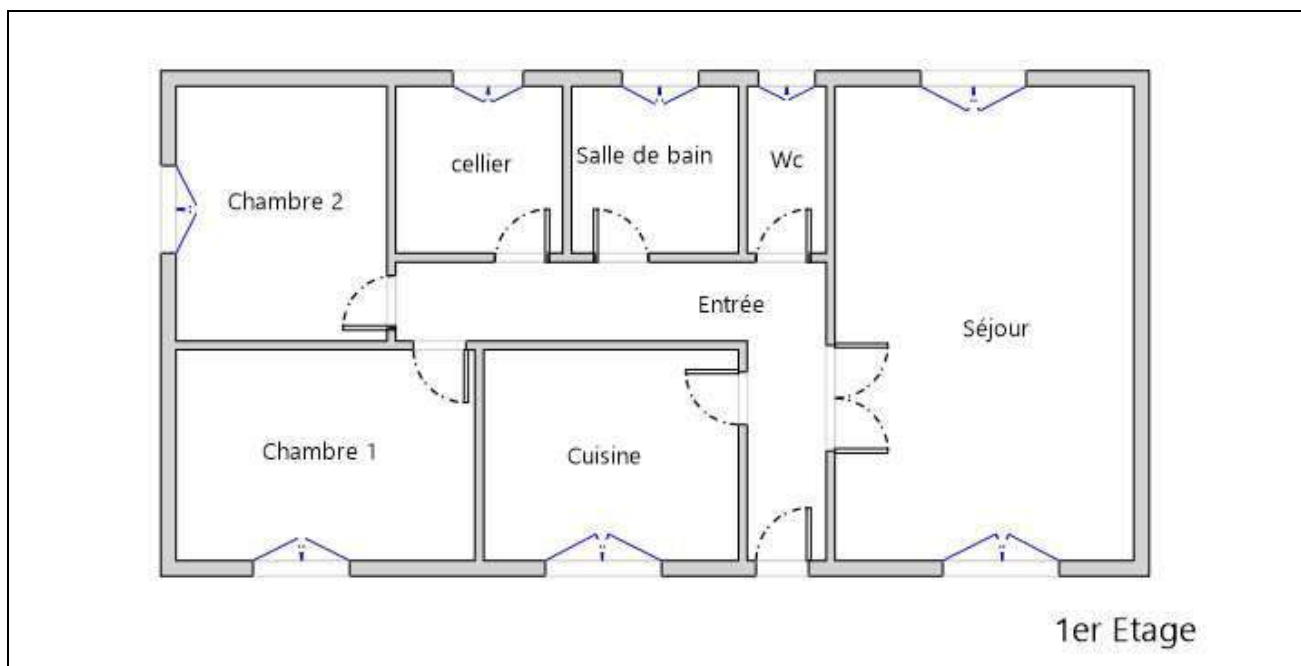 cellier
Salle de bain
Wc
Chambre 2
Entrée
Séjour
Chambre 1
Cuisine
1er Etage